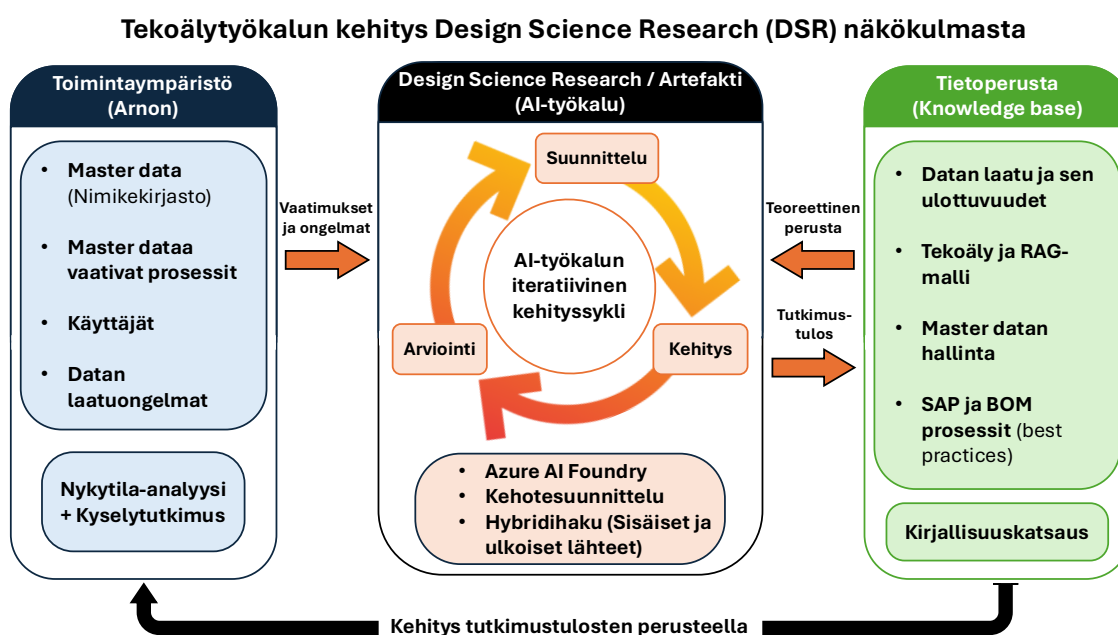 Tekoälytyökalun kehitys Design Science Research (DSR) näkökulmasta
Toimintaympäristö
(Arnon)
• Master data
(Nimikekirjasto)
• Master dataa
vaativat prosessit
• Käyttäjät
• Datan
laatuongelmat
Nykytila-analyysi
+ Kyselytutkimus
Vaatimukset
ja ongelmat
Design Science Research / Artefakti
(AI-työkalu)
Suunnittelu
AI-työkalun
iteratiivinen
kehityssykli
Arviointi
Kehitys
• Azure AI Foundry
• Kehotesuunnittelu
• Hybridihaku (Sisäiset ja
ulkoiset lähteet)
Teoreettinen
perusta
Tutkimus-
tulos
Tietoperusta
(Knowledge base)
• Datan laatu ja sen
ulottuvuudet
• Tekoäly ja RAG-
malli
• Master datan
hallinta
• SAP ja BOM
prosessit (best
practices)
Kirjallisuuskatsaus
Kehitys tutkimustulosten perusteella